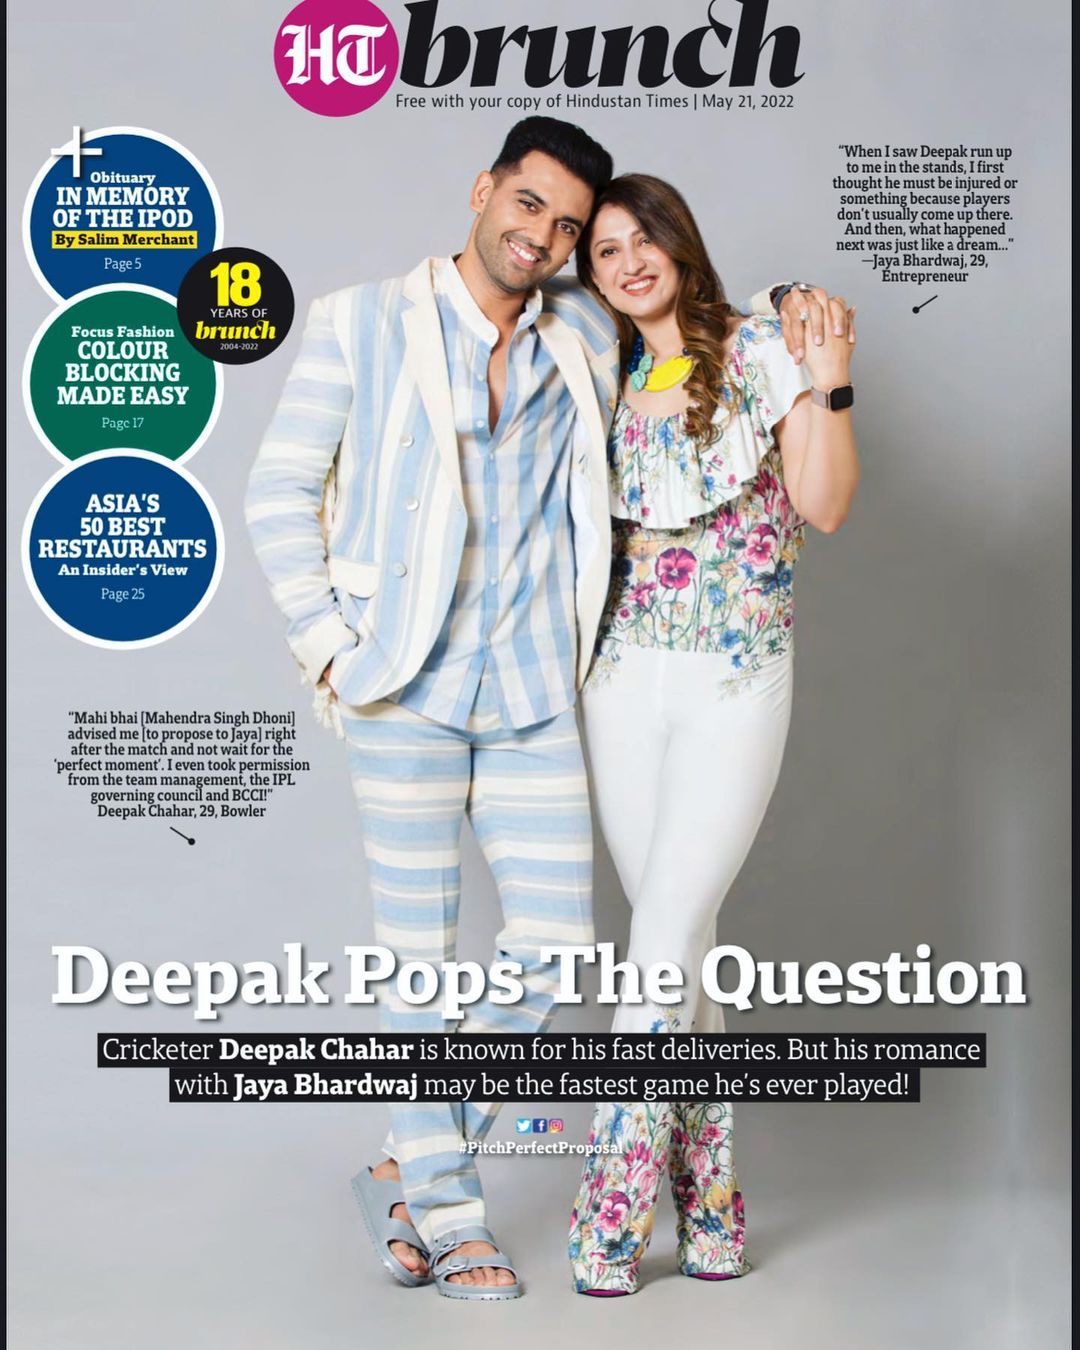 HT brunch
Free with your copy of Hindustan Times | May 21, 2022
+
Obituary
IN MEMORY
OF THE IPOD
By Salim Merchant
Page 5
18
YEARS OF
brunch
2004-2022
Focus Fashion
COLOUR
BLOCKING
MADE EASY
Page 17
ASIA'S
50 BEST
RESTAURANTS
An Insider's View
Page 25
"When I saw Deepak run up
to me in the stands, I first
thought he must be injured or
something because players
don't usually come up there.
And then, what happened
next was just like a dream..."
—Jaya Bhardwaj, 29,
Entrepreneur
"Mahi bhai [Mahendra Singh Dhoni]
advised me [to propose to Jaya] right
after the match and not wait for the
'perfect moment'. I even took permission
from the team management, the IPL
governing council and BCCI!"
Deepak Chahar, 29, Bowler
Deepak Pops The Question
Cricketer Deepak Chahar is known for his fast deliveries. But his romance
with Jaya Bhardwaj may be the fastest game he's ever played!
#PitchPerfectProposal